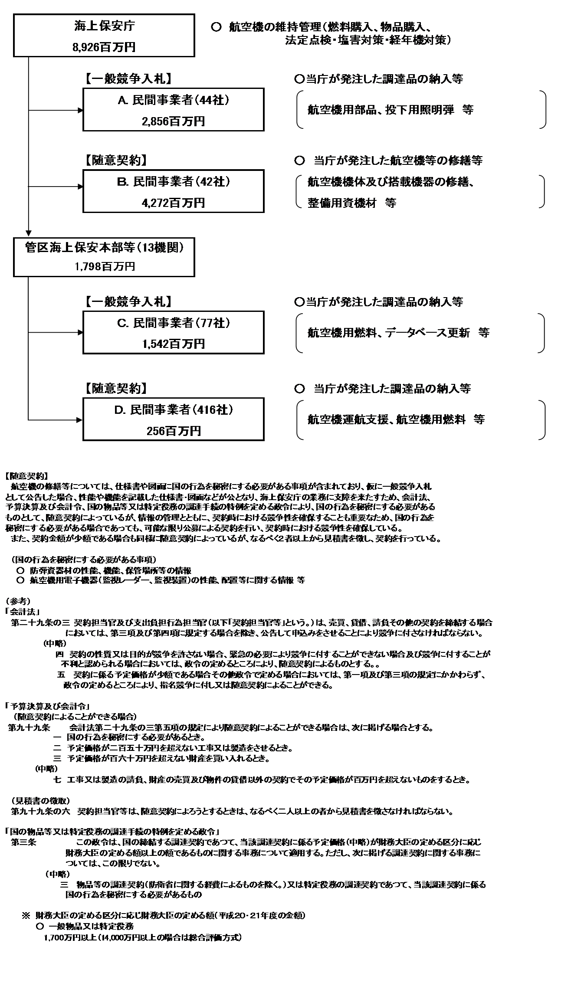 海上保安庁
8,926百万円
○ 航空機の維持管理(燃料購入、物品購入、
法定点検・塩害対策・経年機対策)
【一般競争入札】
○当庁が発注した調達品の納入等
A. 民間事業者(44社)
2,856百万円
航空機用部品、投下用照明弾 等
【随意契約】
○ 当庁が発注した航空機等の修繕等
B. 民間事業者(42社)
4,272百万円
航空機機体及び搭載機器の修繕、
整備用資機材 等
管区海上保安本部等(13機関)
1,798百万円
【一般競争入札】
○当庁が発注した調達品の納入等
C. 民間事業者(77社)
1,542百万円
航空機用燃料、データベース更新 等
【随意契約】
○ 当庁が発注した調達品の納入等
D. 民間事業者(416社)
256百万円
航空機運航支援、航空機用燃料 等
【随意契約】
航空機の修繕等については、仕様書や図面に国の行為を秘密にする必要がある事項が含まれており、仮に一般競争入札
として公告した場合、性能や機能を記載した仕様書・図面などが公となり、海上保安庁の業務に支障を来たすため、会計法、
予算決算及び会計令、国の物品等又は特定役務の調達手続の特例を定める政令により、国の行為を秘密にする必要がある
ものとして、随意契約によっているが、情報の管理とともに、契約時における競争性を確保することも重要なため、国の行為を
秘密にする必要がある場合であっても、可能な限り公募による契約を行い、契約時における競争性を確保している。
また、契約金額が少額である場合も同様に随意契約によっているが、なるべく2者以上から見積書を徴し、契約を行っている。
(国の行為を秘密にする必要がある事項)
○ 防弾資器材の性能、機能、保管場所等の情報
○ 航空機用電子機器(監視レーダー、監視装置)の性能、配置等に関する情報 等
(参考)
「会計法」
第二十九条の三 契約担当官及び支出負担行為担当官(以下「契約担当官等」という。)は、売買、貸借、請負その他の契約を締結する場合
においては、第三項及び第四項に規定する場合を除き、公告して申込みをさせることにより競争に付さなければならない。
(中略)
四 契約の性質又は目的が競争を許さない場合、緊急の必要により競争に付することができない場合及び競争に付することが
不利と認められる場合においては、政令の定めるところにより、随意契約によるものとする。。
五 契約に係る予定価格が少額である場合その他政令で定める場合においては、第一項及び第三項の規定にかかわらず、
政令の定めるところにより、指名競争に付し又は随意契約によることができる。
「予算決算及び会計令」
(随意契約によることができる場合)
第九十九条 会計法第二十九条の三第五項の規定により随意契約によることができる場合は、次に掲げる場合とする。
一 国の行為を秘密にする必要があるとき。
二 予定価格が二百五十万円を超えない工事又は製造をさせるとき。
三 予定価格が百六十万円を超えない財産を買い入れるとき。
(中略)
七 工事又は製造の請負、財産の売買及び物件の貸借以外の契約でその予定価格が百万円を超えないものをするとき。
(見積書の徴取)
第九十九条の六 契約担当官等は、随意契約によろうとするときは、なるべく二人以上の者から見積書を徴さなければならない。
「国の物品等又は特定役務の調達手続の特例を定める政令」
第三条 この政令は、国の締結する調達契約であつて、当該調達契約に係る予定価格(中略)が財務大臣の定める区分に応じ
財務大臣の定める額以上の額であるものに関する事務について適用する。ただし、次に掲げる調達契約に関する事務に
ついては、この限りでない。
(中略)
三 物品等の調達契約(防衛省に関する経費によるものを除く。)又は特定役務の調達契約であつて、当該調達契約に係る
国の行為を秘密にする必要があるもの
※ 財務大臣の定める区分に応じ財務大臣の定める額(平成20・21年度の金額)
○ 一般物品又は特定役務
1,700万円以上(14,000万円以上の場合は総合評価方式)